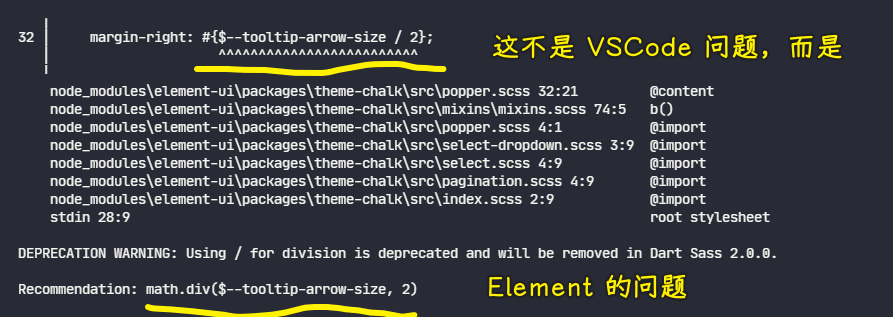 32 | margin-right: #{$--tooltip-arrow-size / 2};
^^^^^^^^^^^^^^^^^^^^^^^^^
这不是 VSCode 问题，而是
node_modules\element-ui\packages\theme-chalk\src\popper.scss 32:21 @content
node_modules\element-ui\packages\theme-chalk\src\mixins\mixins.scss 74:5 b()
node_modules\element-ui\packages\theme-chalk\src\popper.scss 4:1 @import
node_modules\element-ui\packages\theme-chalk\src\select-dropdown.scss 3:9 @import
node_modules\element-ui\packages\theme-chalk\src\select.scss 4:9 @import
node_modules\element-ui\packages\theme-chalk\src\pagination.scss 4:9 @import
node_modules\element-ui\packages\theme-chalk\src\index.scss 2:9 @import
stdin 28:9 root stylesheet
DEPRECATION WARNING: Using / for division is deprecated and will be removed in Dart Sass 2.0.0.
Recommendation: math.div($--tooltip-arrow-size, 2)
Element 的问题